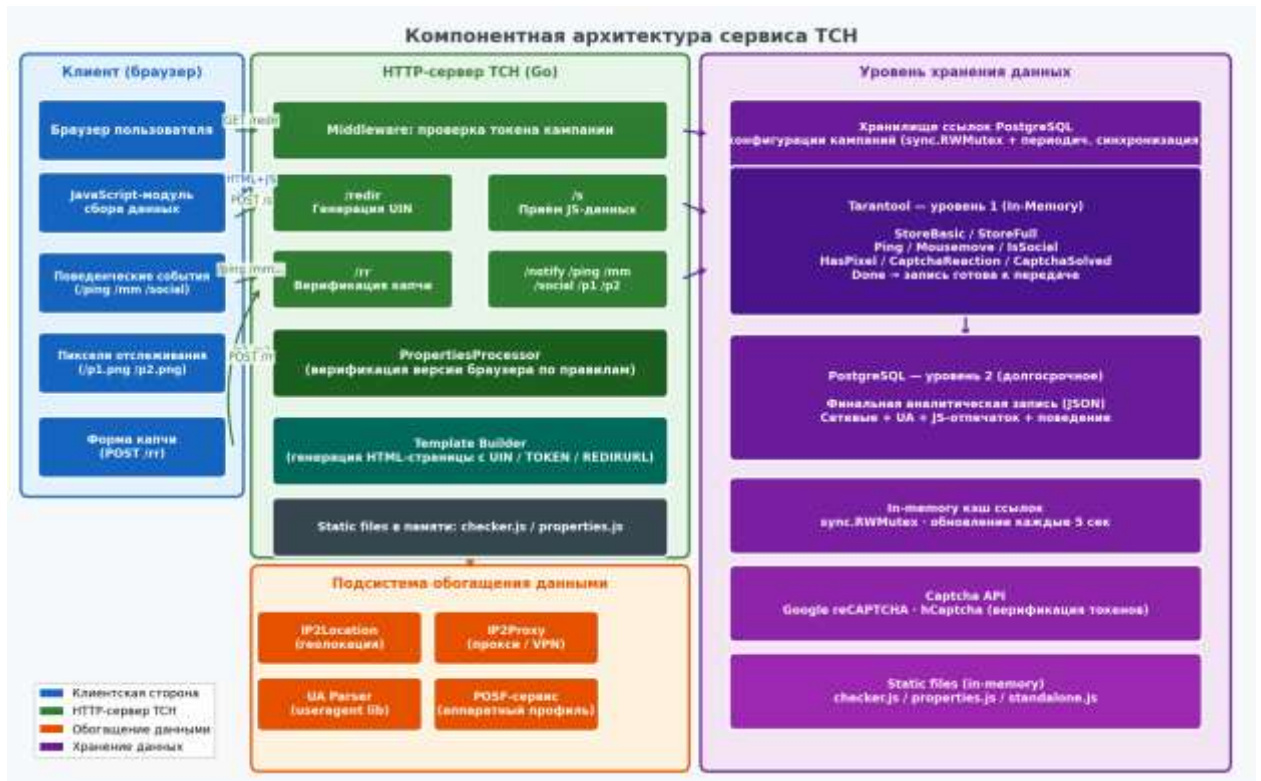 Компонентная архитектура сервиса ТСН
Клиент (браузер)
Браузер пользователя
JavaScript-модуль
сбора данных
Поведенческие события
(/ping /mm /social)
Пиксели отслеживания
(/p1.png /p2.png)
Форма капчи
(POST /rr)
GET /redir
HTML+JS
POST /s
/ping /mm...
POST /rr
HTTP-сервер ТСН (Go)
Middleware: проверка токена кампании
/redir
Генерация UIN
/s
Приём JS-данных
/rr
Верификация капчи
/notify /ping /mm
/social /p1 /p2
PropertiesProcessor
(верификация версии браузера по правилам)
Template Builder
(генерация HTML-страницы с UIN / TOKEN / REDIRURL)
Static files в памяти: checker.js / properties.js
Подсистема обогащения данными
IP2Location
(геолокация)
IP2Proxy
(прокси / VPN)
UA Parser
(useragent lib)
POSF-сервис
(аппаратный профиль)
Уровень хранения данных
Хранилище ссылок PostgreSQL
конфигурации кампаний (sync.RWMutex + периодич. синхронизация)
Tarantool — уровень 1 (In-Memory)
StoreBasic / StoreFull
Ping / Mousemove / IsSocial
HasPixel / CaptchaReaction / CaptchaSolved
Done → запись готова к передаче
PostgreSQL — уровень 2 (долгосрочное)
Финальная аналитическая запись (JSON)
Сетевые + UA + JS-отпечаток + поведение
In-memory кэш ссылок
sync.RWMutex · обновление каждые 5 сек
Captcha API
Google reCAPTCHA · hCaptcha (верификация токенов)
Static files (in-memory)
checker.js / properties.js / standalone.js
Клиентская сторона
HTTP-сервер ТСН
Обогащение данными
Хранение данных